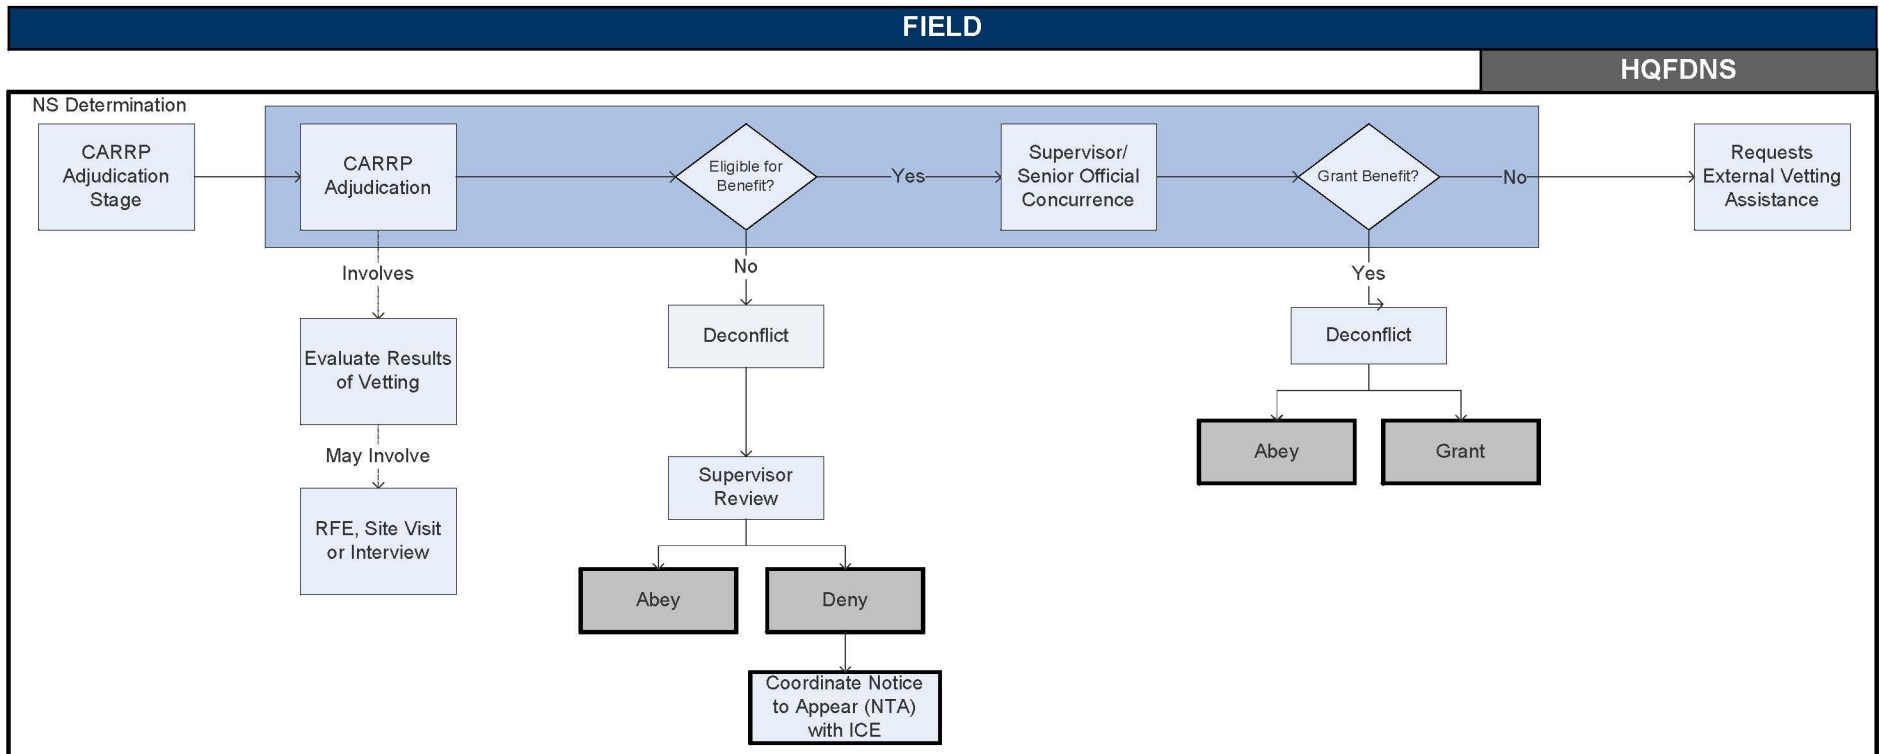 FIELD
HQFDNS
NS Determination
CARRP
Adjudication
Stage
CARRP
Adjudication
Eligible for
Benefit?
Yes
Supervisor/
Senior Official
Concurrence
Grant Benefit?
No
Requests
External Vetting
Assistance
Involves
No
Yes
Evaluate Results
of Vetting
Deconflict
Deconflict
May Involve
Abey
Grant
Supervisor
Review
RFE, Site Visit
or Interview
Abey
Deny
Coordinate Notice
to Appear (NTA)
with ICE